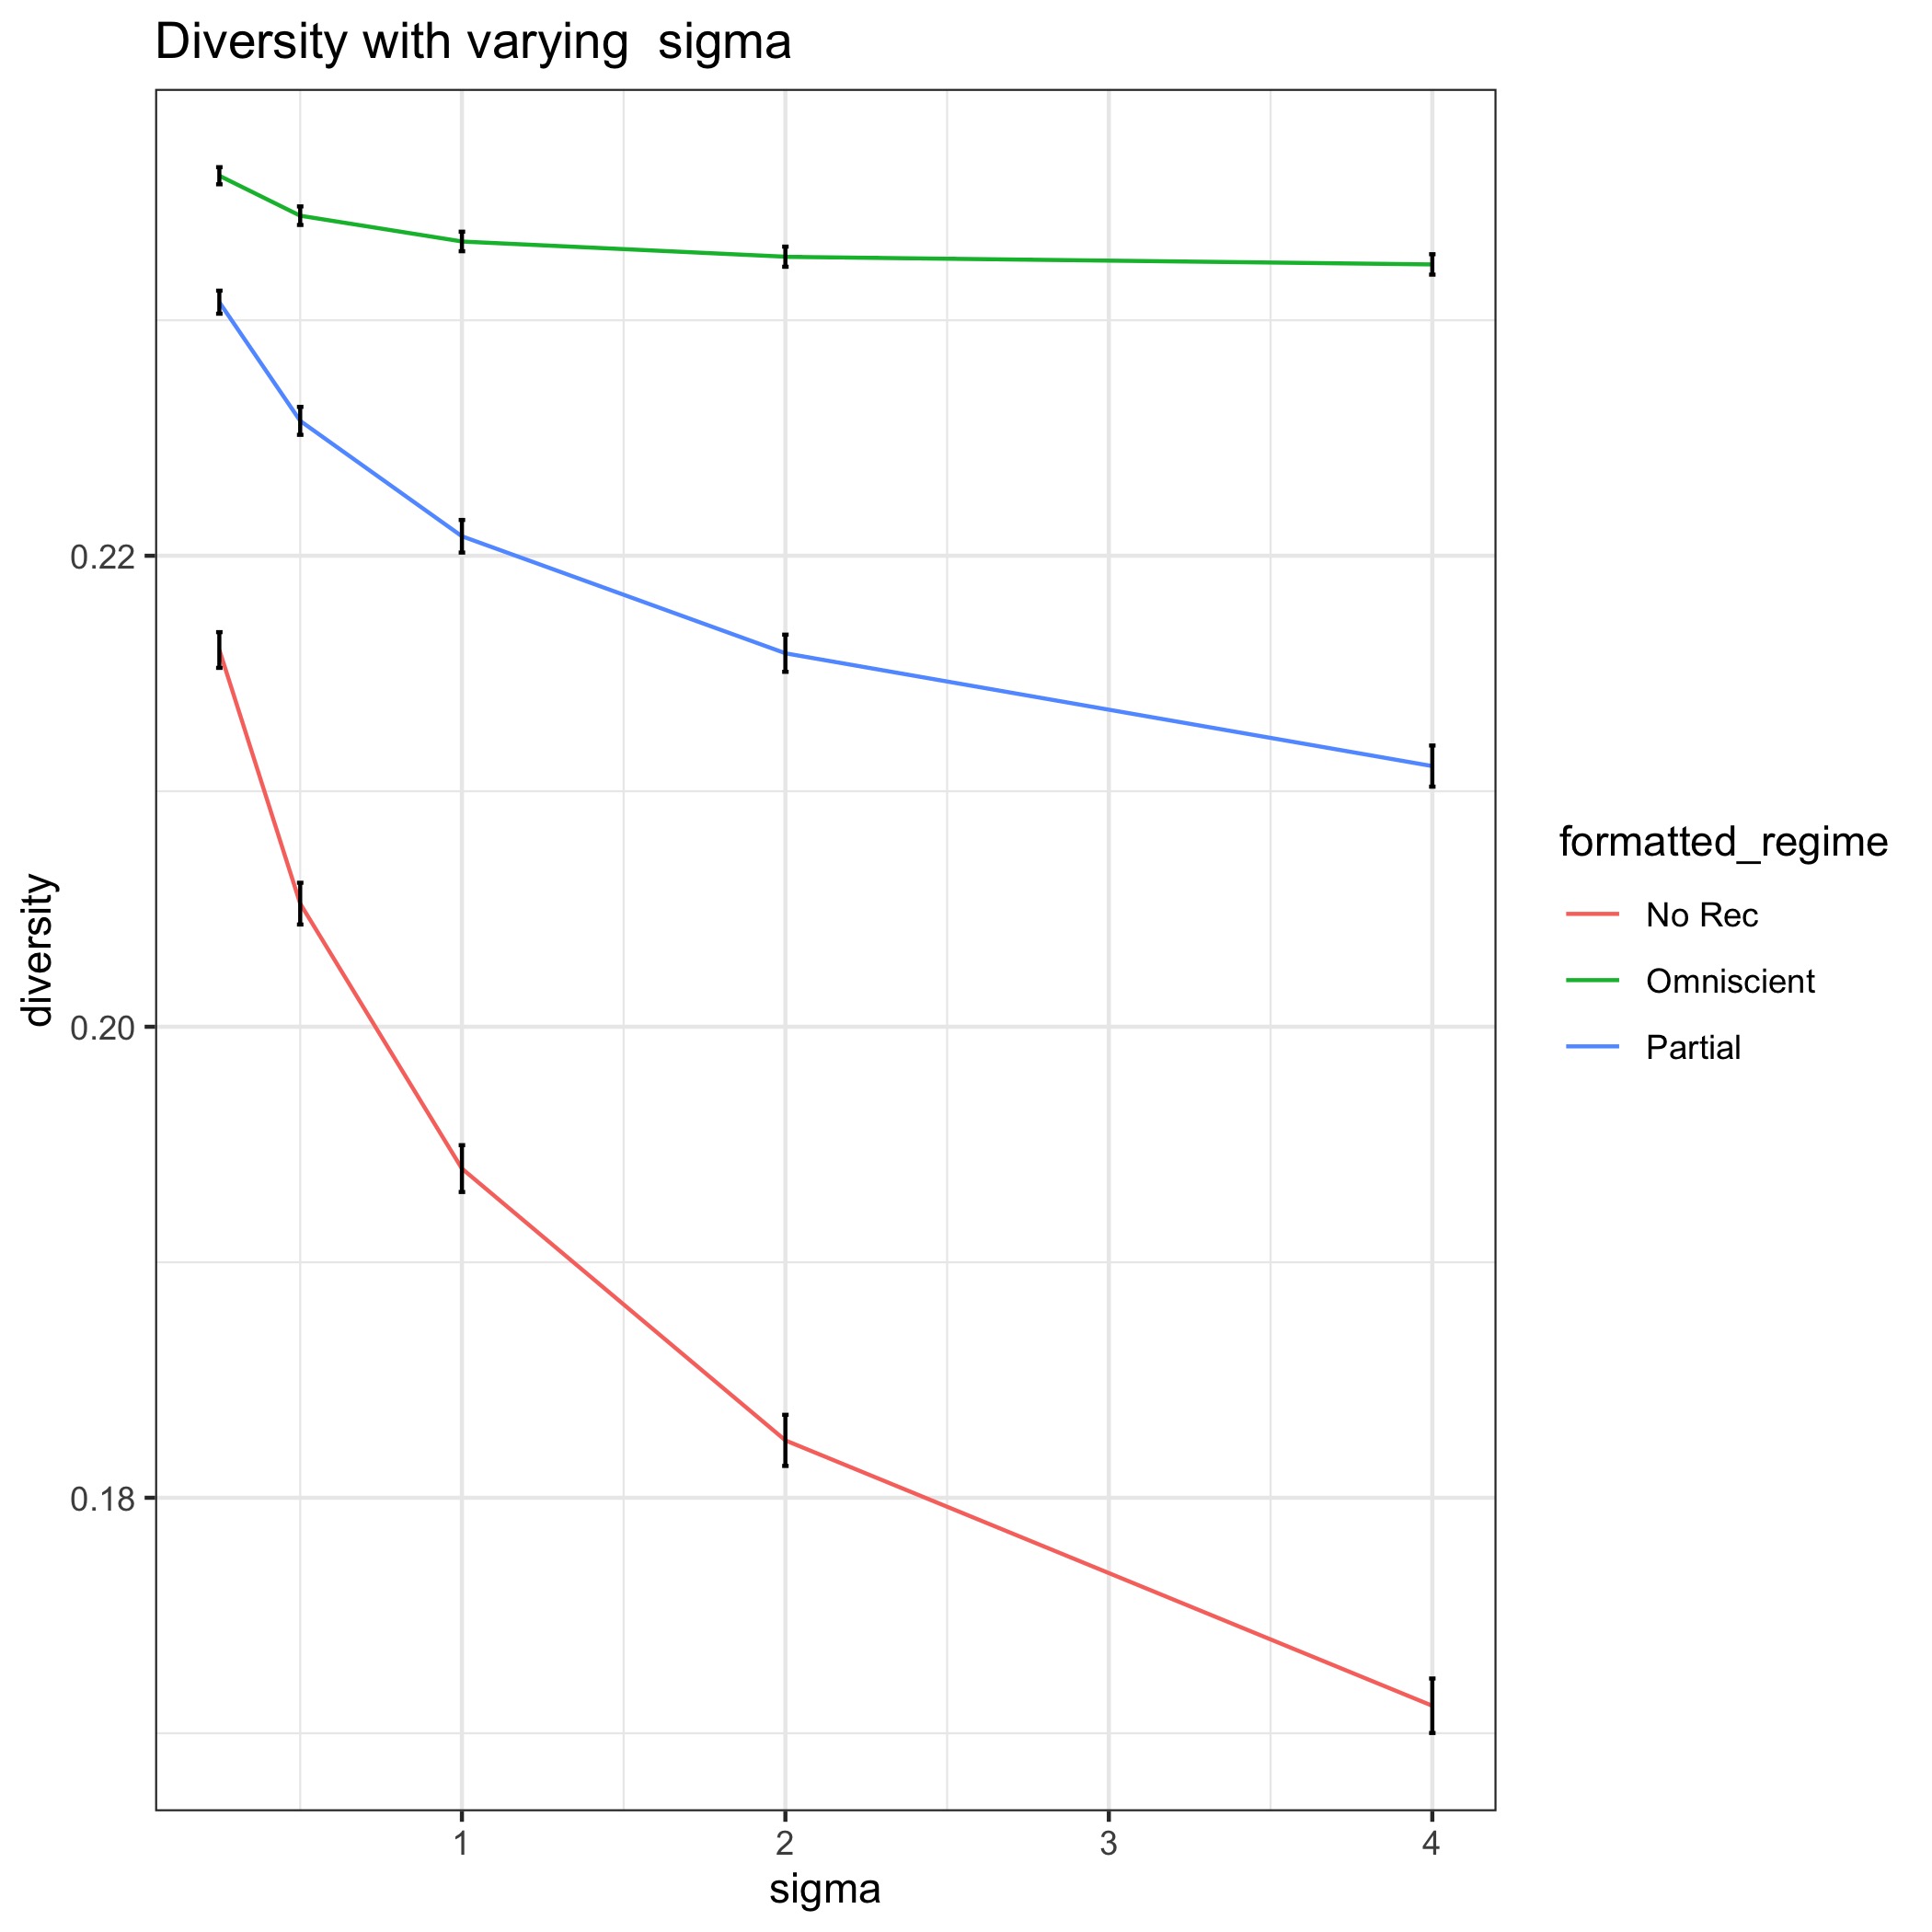 Diversity with varying  sigma
diversity
0.22
0.20
0.18
1 2 3 4
sigma
formatted_regime
No Rec
Omniscient
Partial